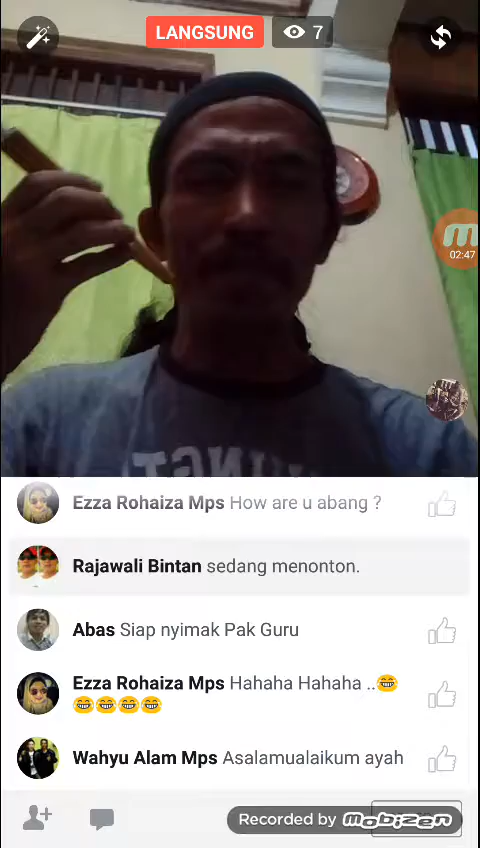 LANGSUNG
7
02:47
Ezza Rohaiza Mps How are u abang ?
Rajawali Bintan sedang menonton.
Abas Siap nyimak Pak Guru
Ezza Rohaiza Mps Hahaha Hahaha ..😂
😂😂😂😂
Wahyu Alam Mps Asalamualaikum ayah
Recorded by mobizen